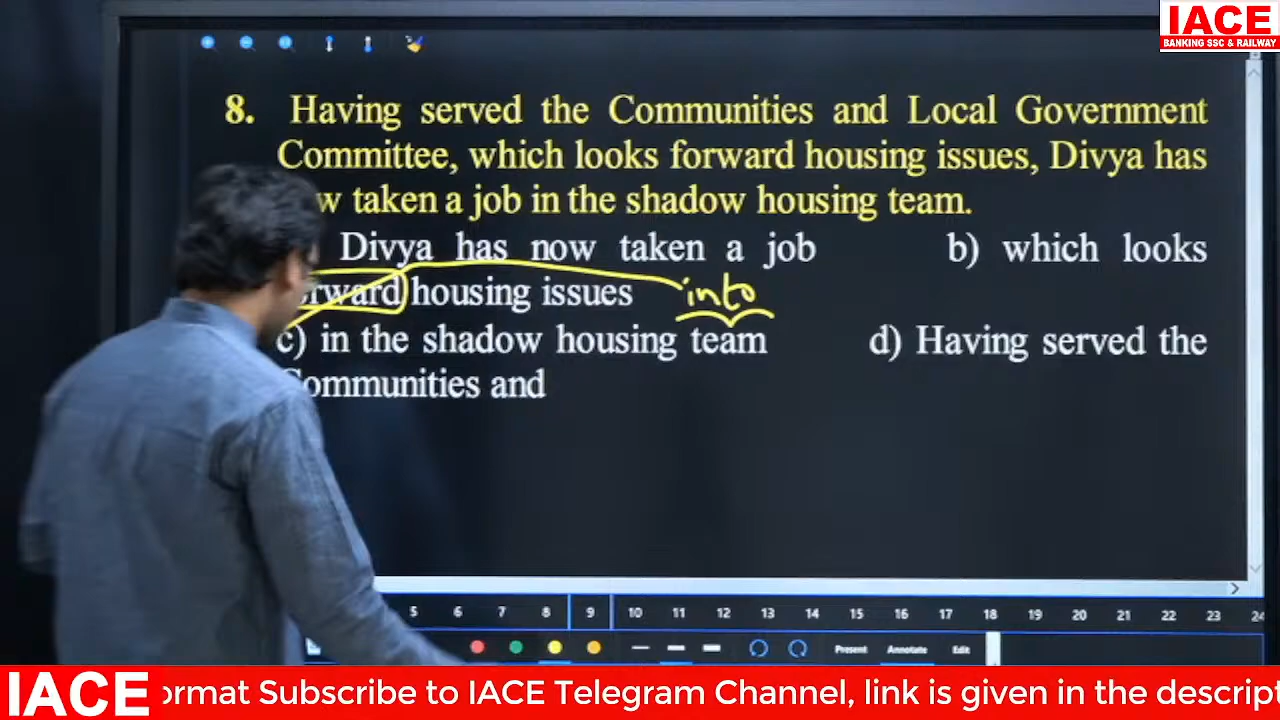 IACE
BANKING SSC & RAILWAY
8. Having served the Communities and Local Government
Committee, which looks forward housing issues, Divya has
w taken a job in the shadow housing team.
Divya has now taken a job b) which looks
rward housing issues into
c) in the shadow housing team d) Having served the
ommunities and
5 6 7 8 9 10 11 12 13 14 15 16 17 18 19 20 21 22 23 24
Present Annotate Edit
IACE ormat Subscribe to IACE Telegram Channel, link is given in the descript